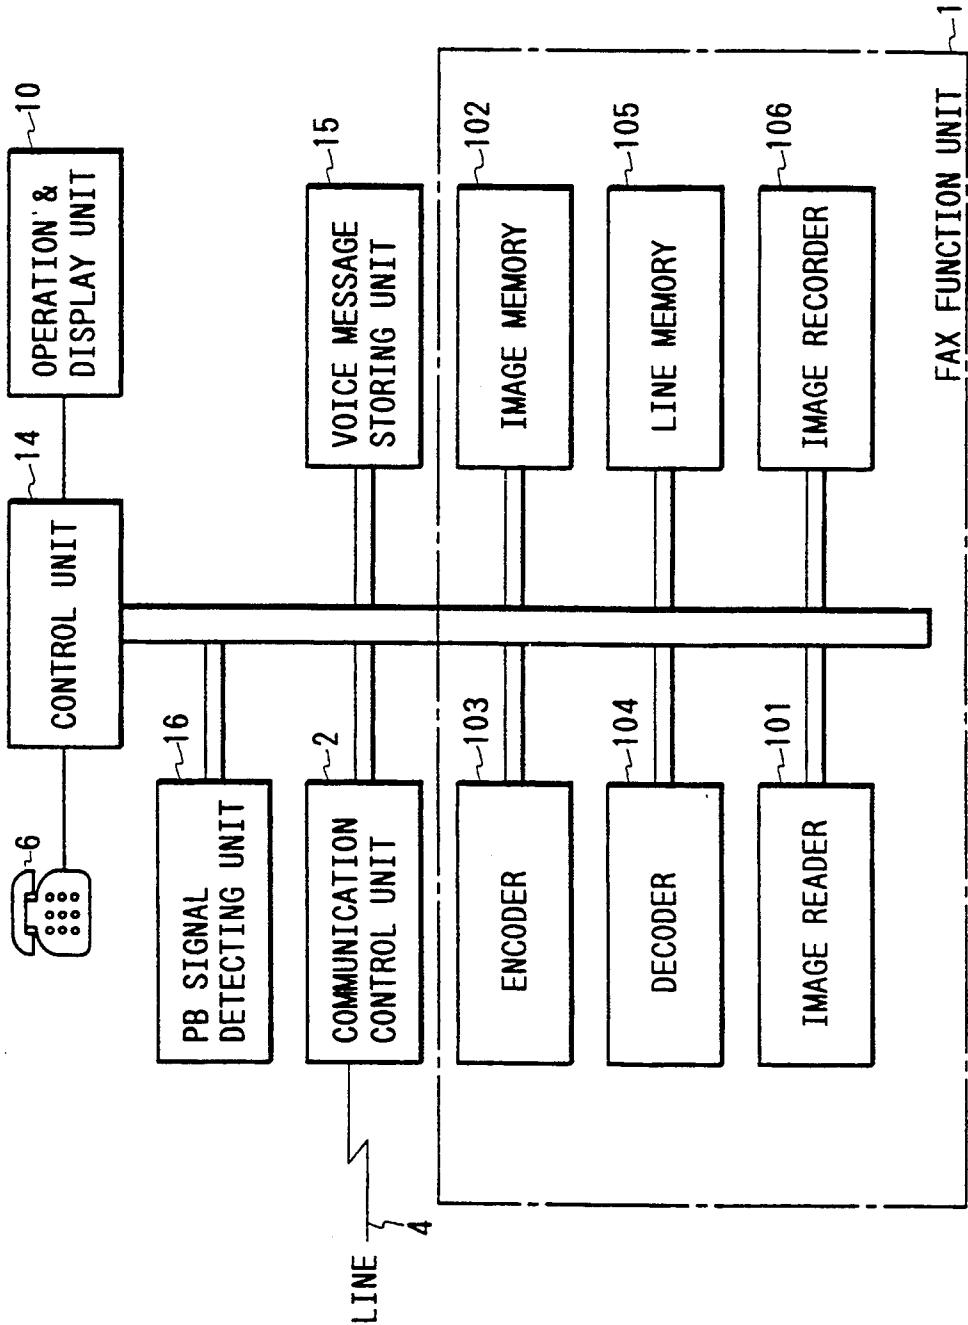 6
CONTROL UNIT
14
OPERATION' &
DISPLAY UNIT
10
PB SIGNAL
DETECTING UNIT
16
LINE
4
COMMUNICATION
CONTROL UNIT
2
VOICE MESSAGE
STORING UNIT
15
ENCODER
103
IMAGE MEMORY
102
DECODER
104
LINE MEMORY
105
IMAGE READER
101
IMAGE RECORDER
106
FAX FUNCTION UNIT
1